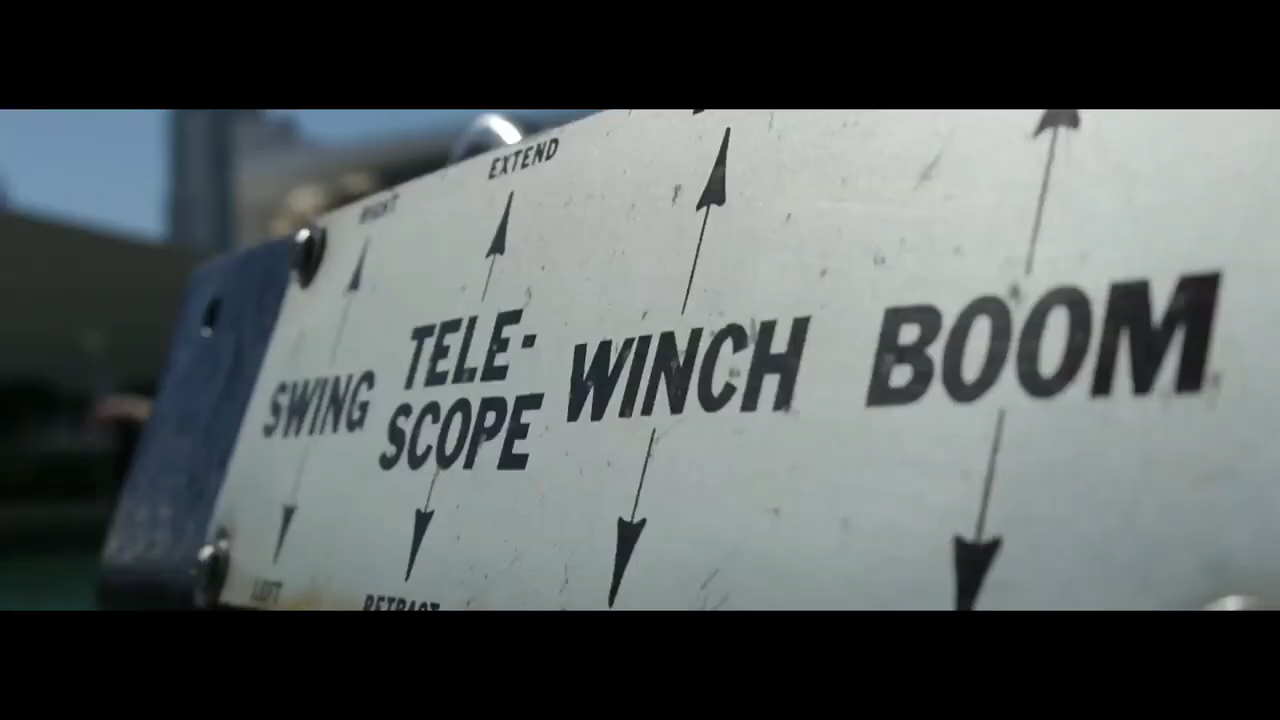 RIGHT
EXTEND
SWING
TELE-
SCOPE
WINCH
BOOM
LEFT
RETRACT